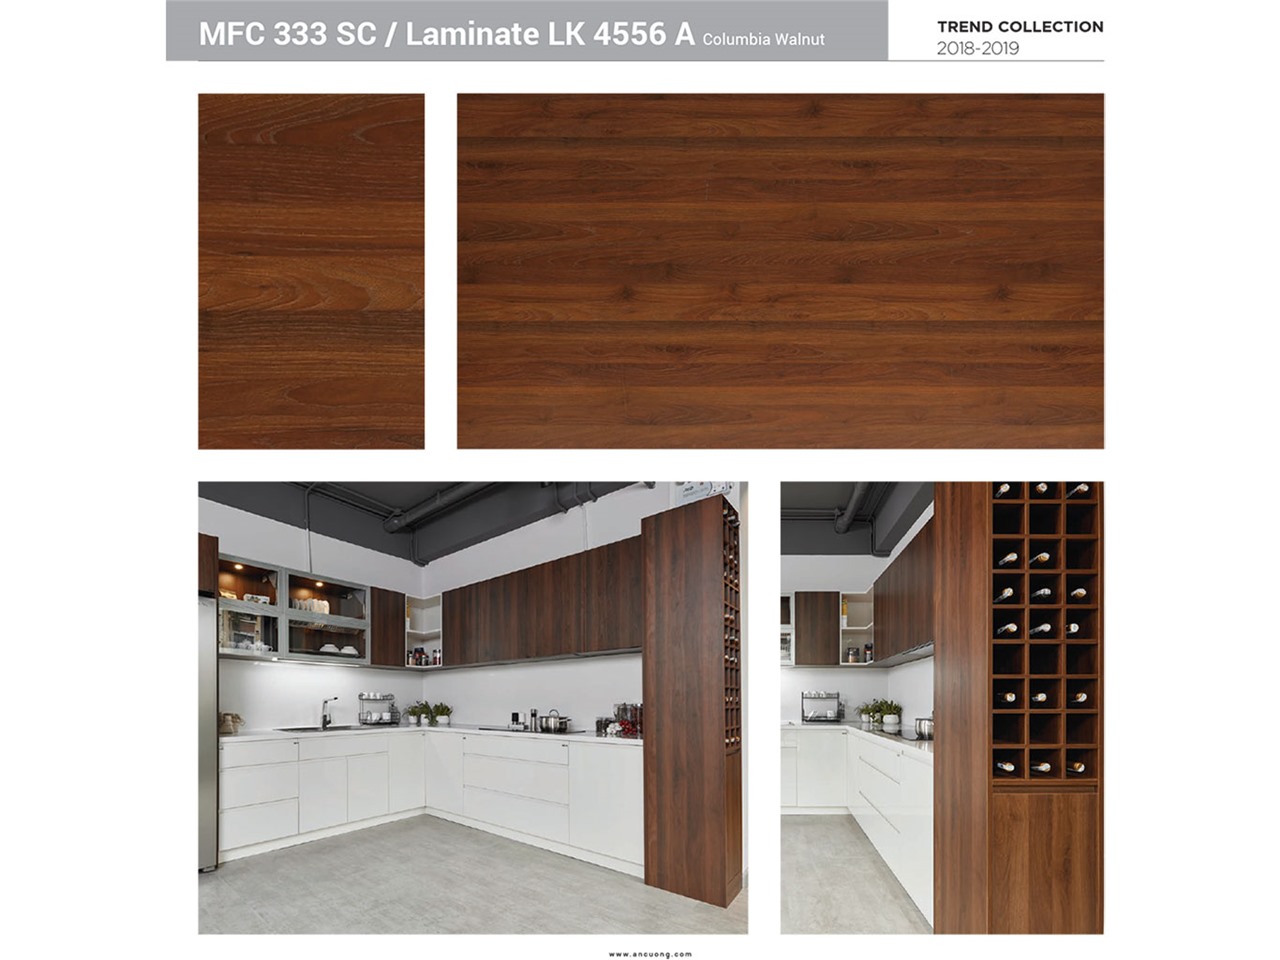 MFC 333 SC / Laminate LK 4556 A Columbia Walnut
TREND COLLECTION
2018-2019
www.ancuong.com